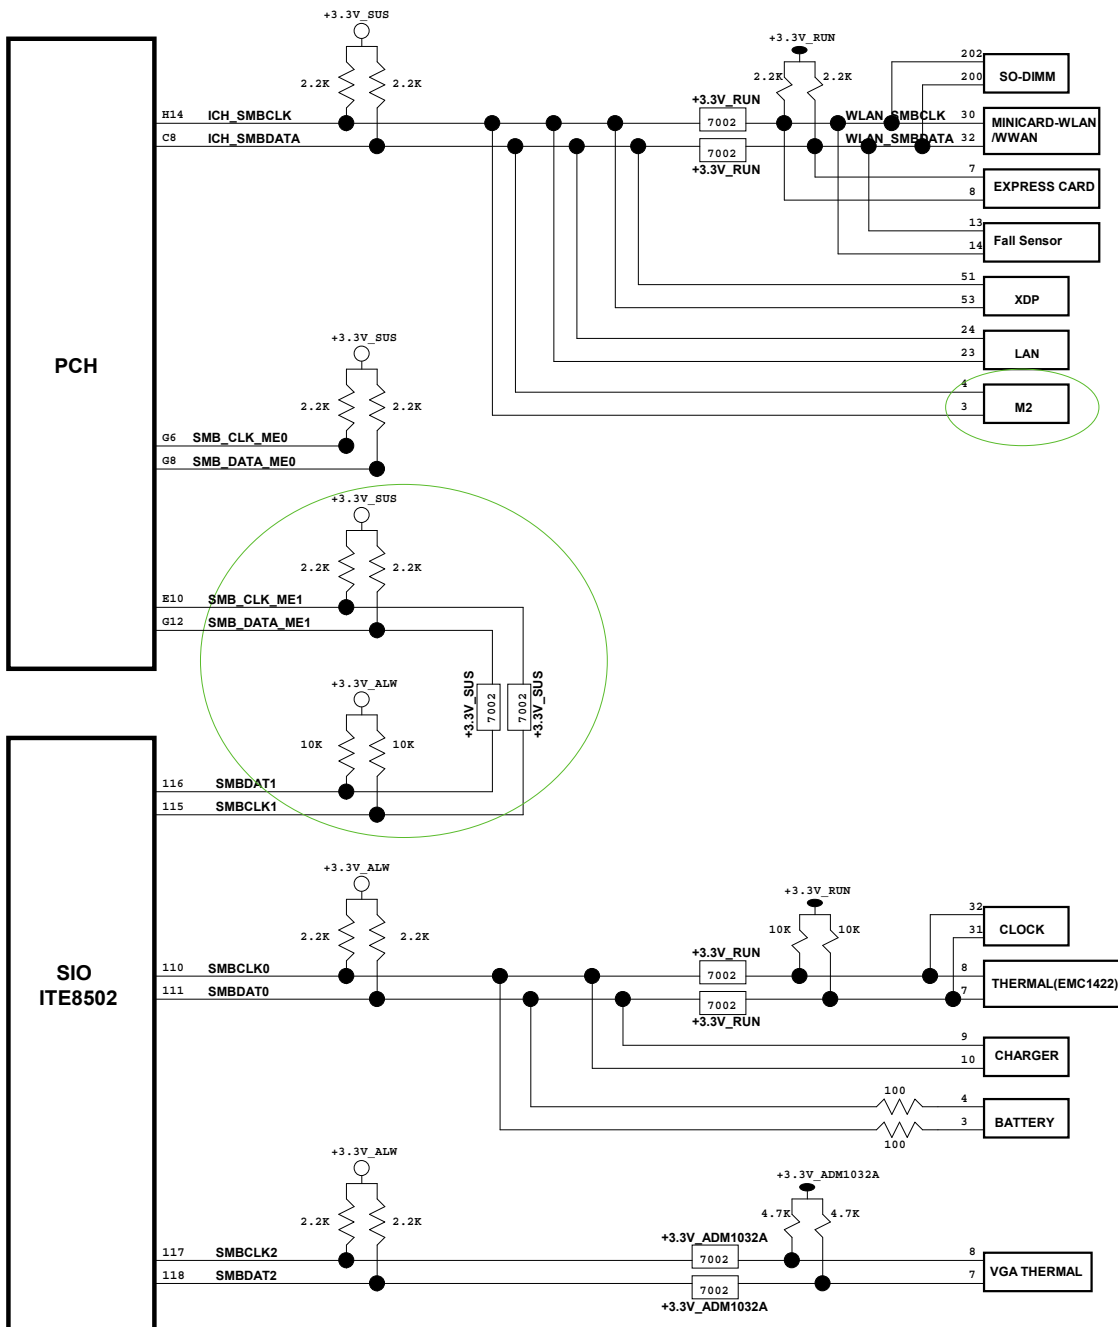 +3.3V_SUS
+3.3V_RUN
2.2K 2.2K
2.2K 2.2K
202
200
SO-DIMM
H14 ICH_SMBCLK
C8 ICH_SMBDATA
+3.3V_RUN
7002
7002
+3.3V_RUN
WLAN_SMBCLK
WLAN_SMBDATA
30
32
MINICARD-WLAN
/WWAN
7
8
EXPRESS CARD
13
14
Fall Sensor
51
53
XDP
24
23
LAN
4
3
M2
PCH
+3.3V_SUS
2.2K 2.2K
G6 SMB_CLK_ME0
G8 SMB_DATA_ME0
+3.3V_SUS
2.2K 2.2K
E10 SMB_CLK_ME1
G12 SMB_DATA_ME1
+3.3V_SUS
7002
7002
+3.3V_SUS
+3.3V_ALW
10K 10K
116 SMBDAT1
115 SMBCLK1
SIO
ITE8502
+3.3V_ALW
2.2K 2.2K
110 SMBCLK0
111 SMBDAT0
+3.3V_RUN
7002
7002
+3.3V_RUN
+3.3V_RUN
10K 10K
32
31
CLOCK
8
7
THERMAL(EMC1422)
9
10
CHARGER
100
100
4
3
BATTERY
+3.3V_ALW
2.2K 2.2K
117 SMBCLK2
118 SMBDAT2
+3.3V_ADM1032A
7002
7002
+3.3V_ADM1032A
+3.3V_ADM1032A
4.7K 4.7K
8
7
VGA THERMAL